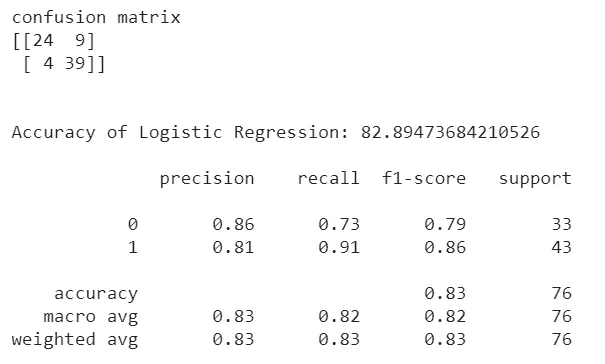 confusion matrix
[[24  9]
 [ 4 39]]
Accuracy of Logistic Regression: 82.89473684210526
              precision    recall  f1-score   support
           0       0.86      0.73      0.79        33
           1       0.81      0.91      0.86        43
    accuracy                           0.83        76
   macro avg       0.83      0.82      0.82        76
weighted avg       0.83      0.83      0.83        76